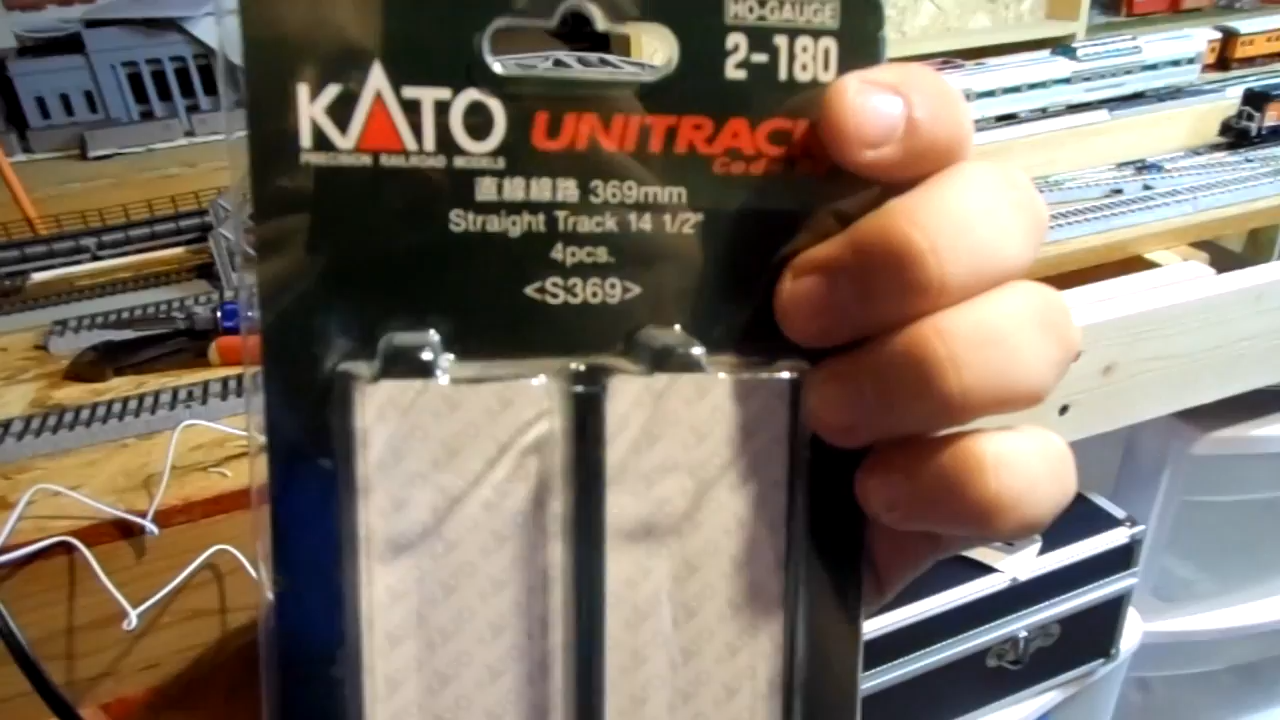 HO-GAUGE
2-180
KATO
PRECISION RAILROAD MODELS
UNITRACK
直線線路 369mm
Straight Track 14 1/2"
4pcs.
<S369>